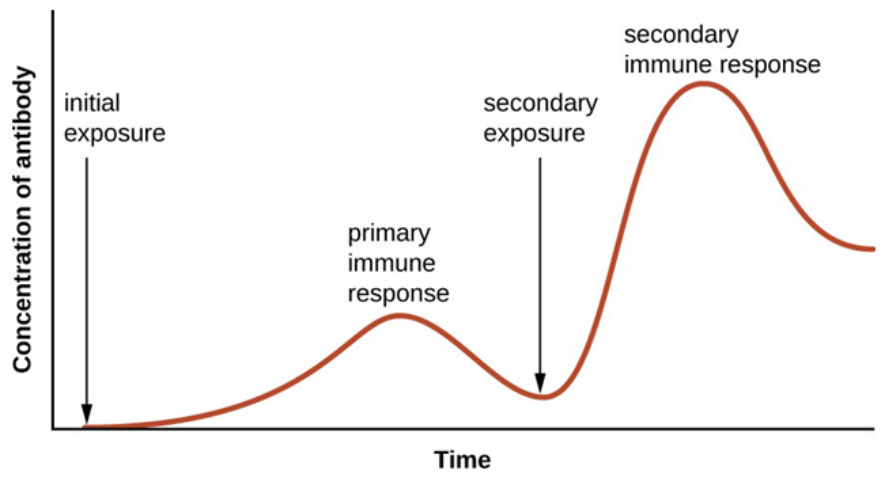 secondary
immune response
initial
exposure
secondary
exposure
primary
immune
response
Concentration of antibody
Time